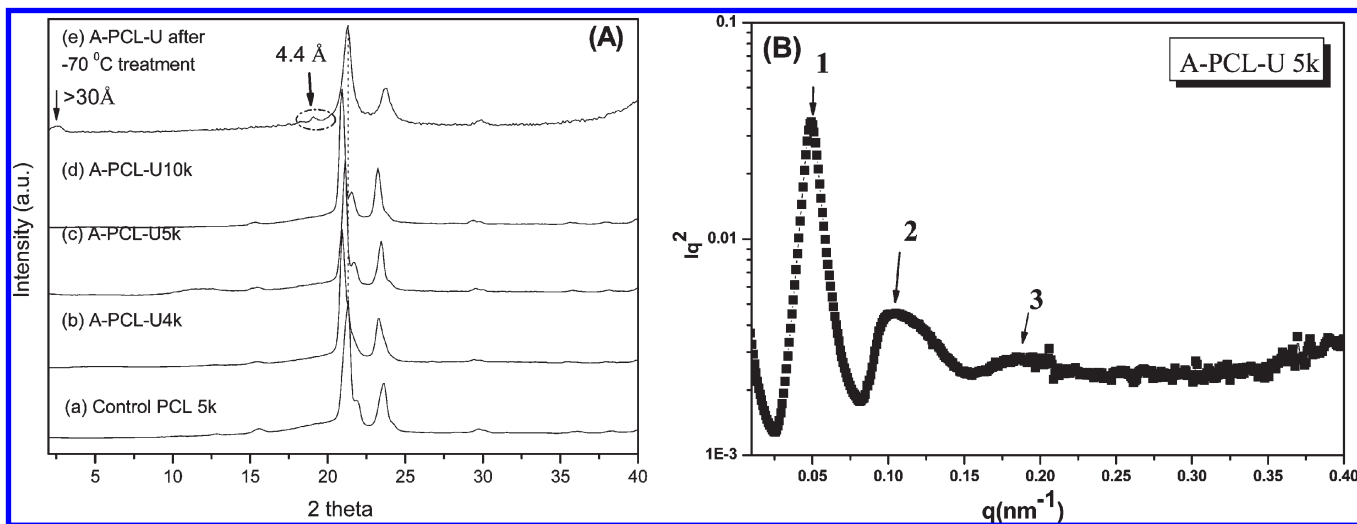 (e) A-PCL-U after
-70 ⁰C treatment
(A)
4.4 Å
>30Å
(d) A-PCL-U10k
(c) A-PCL-U5k
(b) A-PCL-U4k
(a) Control PCL 5k
Intensity (a.u.)
5 10 15 20 25 30 35 40
2 theta
(B)
A-PCL-U 5k
1
2
3
0.1
0.01
1E-3
Iq²
0.05 0.10 0.15 0.20 0.25 0.30 0.35 0.40
q(nm⁻¹)